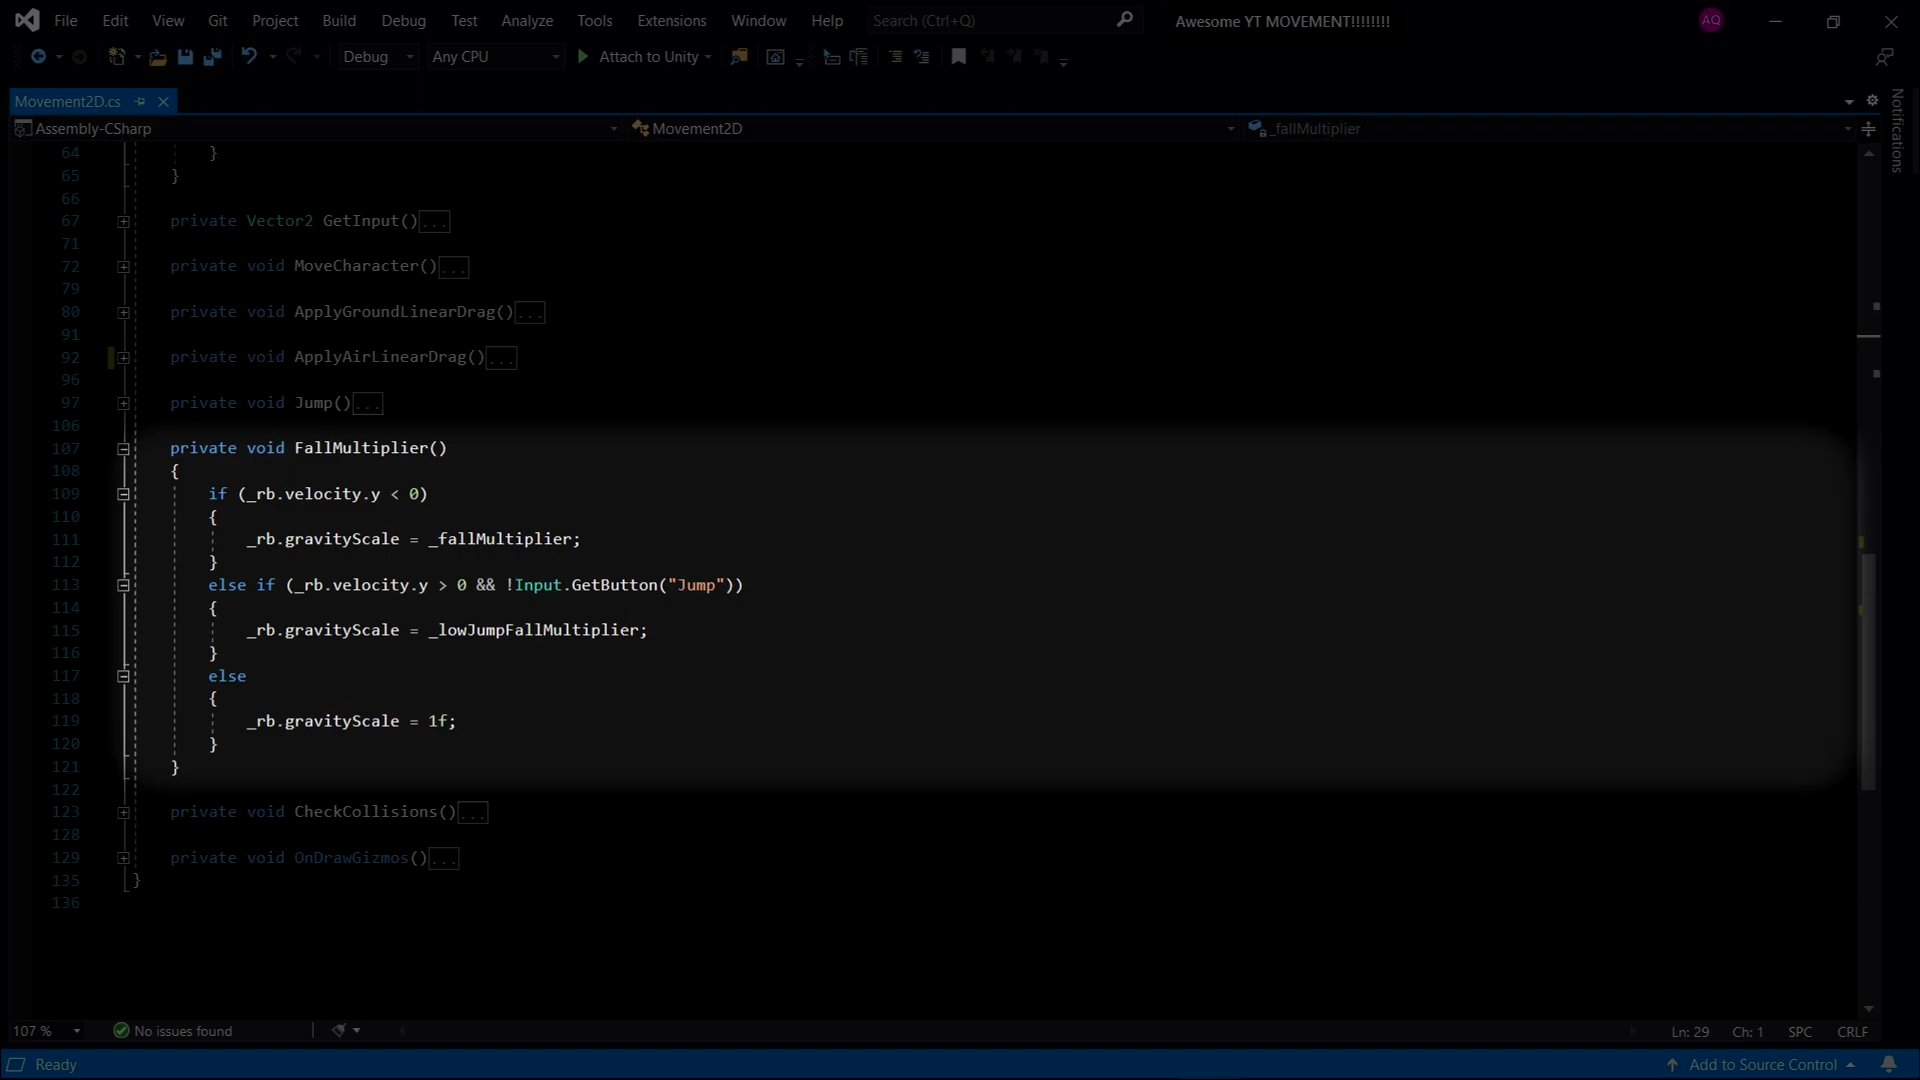 File Edit View Git Project Build Debug Test Analyze Tools Extensions Window Help Search (Ctrl+Q) Awesome YT MOVEMENT!!!!!!!! AQ
Debug Any CPU Attach to Unity
Movement2D.cs
Notifications
Assembly-CSharp Movement2D _fallMultiplier
64 }
65 }
66
67 private Vector2 GetInput()...
71
72 private void MoveCharacter()...
79
80 private void ApplyGroundLinearDrag()...
91
92 private void ApplyAirLinearDrag()...
96
97 private void Jump()...
106
107 private void FallMultiplier()
108 {
109 if (_rb.velocity.y < 0)
110 {
111 _rb.gravityScale = _fallMultiplier;
112 }
113 else if (_rb.velocity.y > 0 && !Input.GetButton("Jump"))
114 {
115 _rb.gravityScale = _lowJumpFallMultiplier;
116 }
117 else
118 {
119 _rb.gravityScale = 1f;
120 }
121 }
122
123 private void CheckCollisions()...
128
129 private void OnDrawGizmos()...
135 }
136
107 % No issues found Ln: 29 Ch: 1 SPC CRLF
Ready Add to Source Control